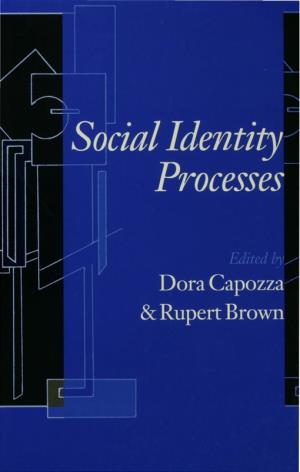 Social Identity
Processes
Edited by
Dora Capozza
& Rupert Brown